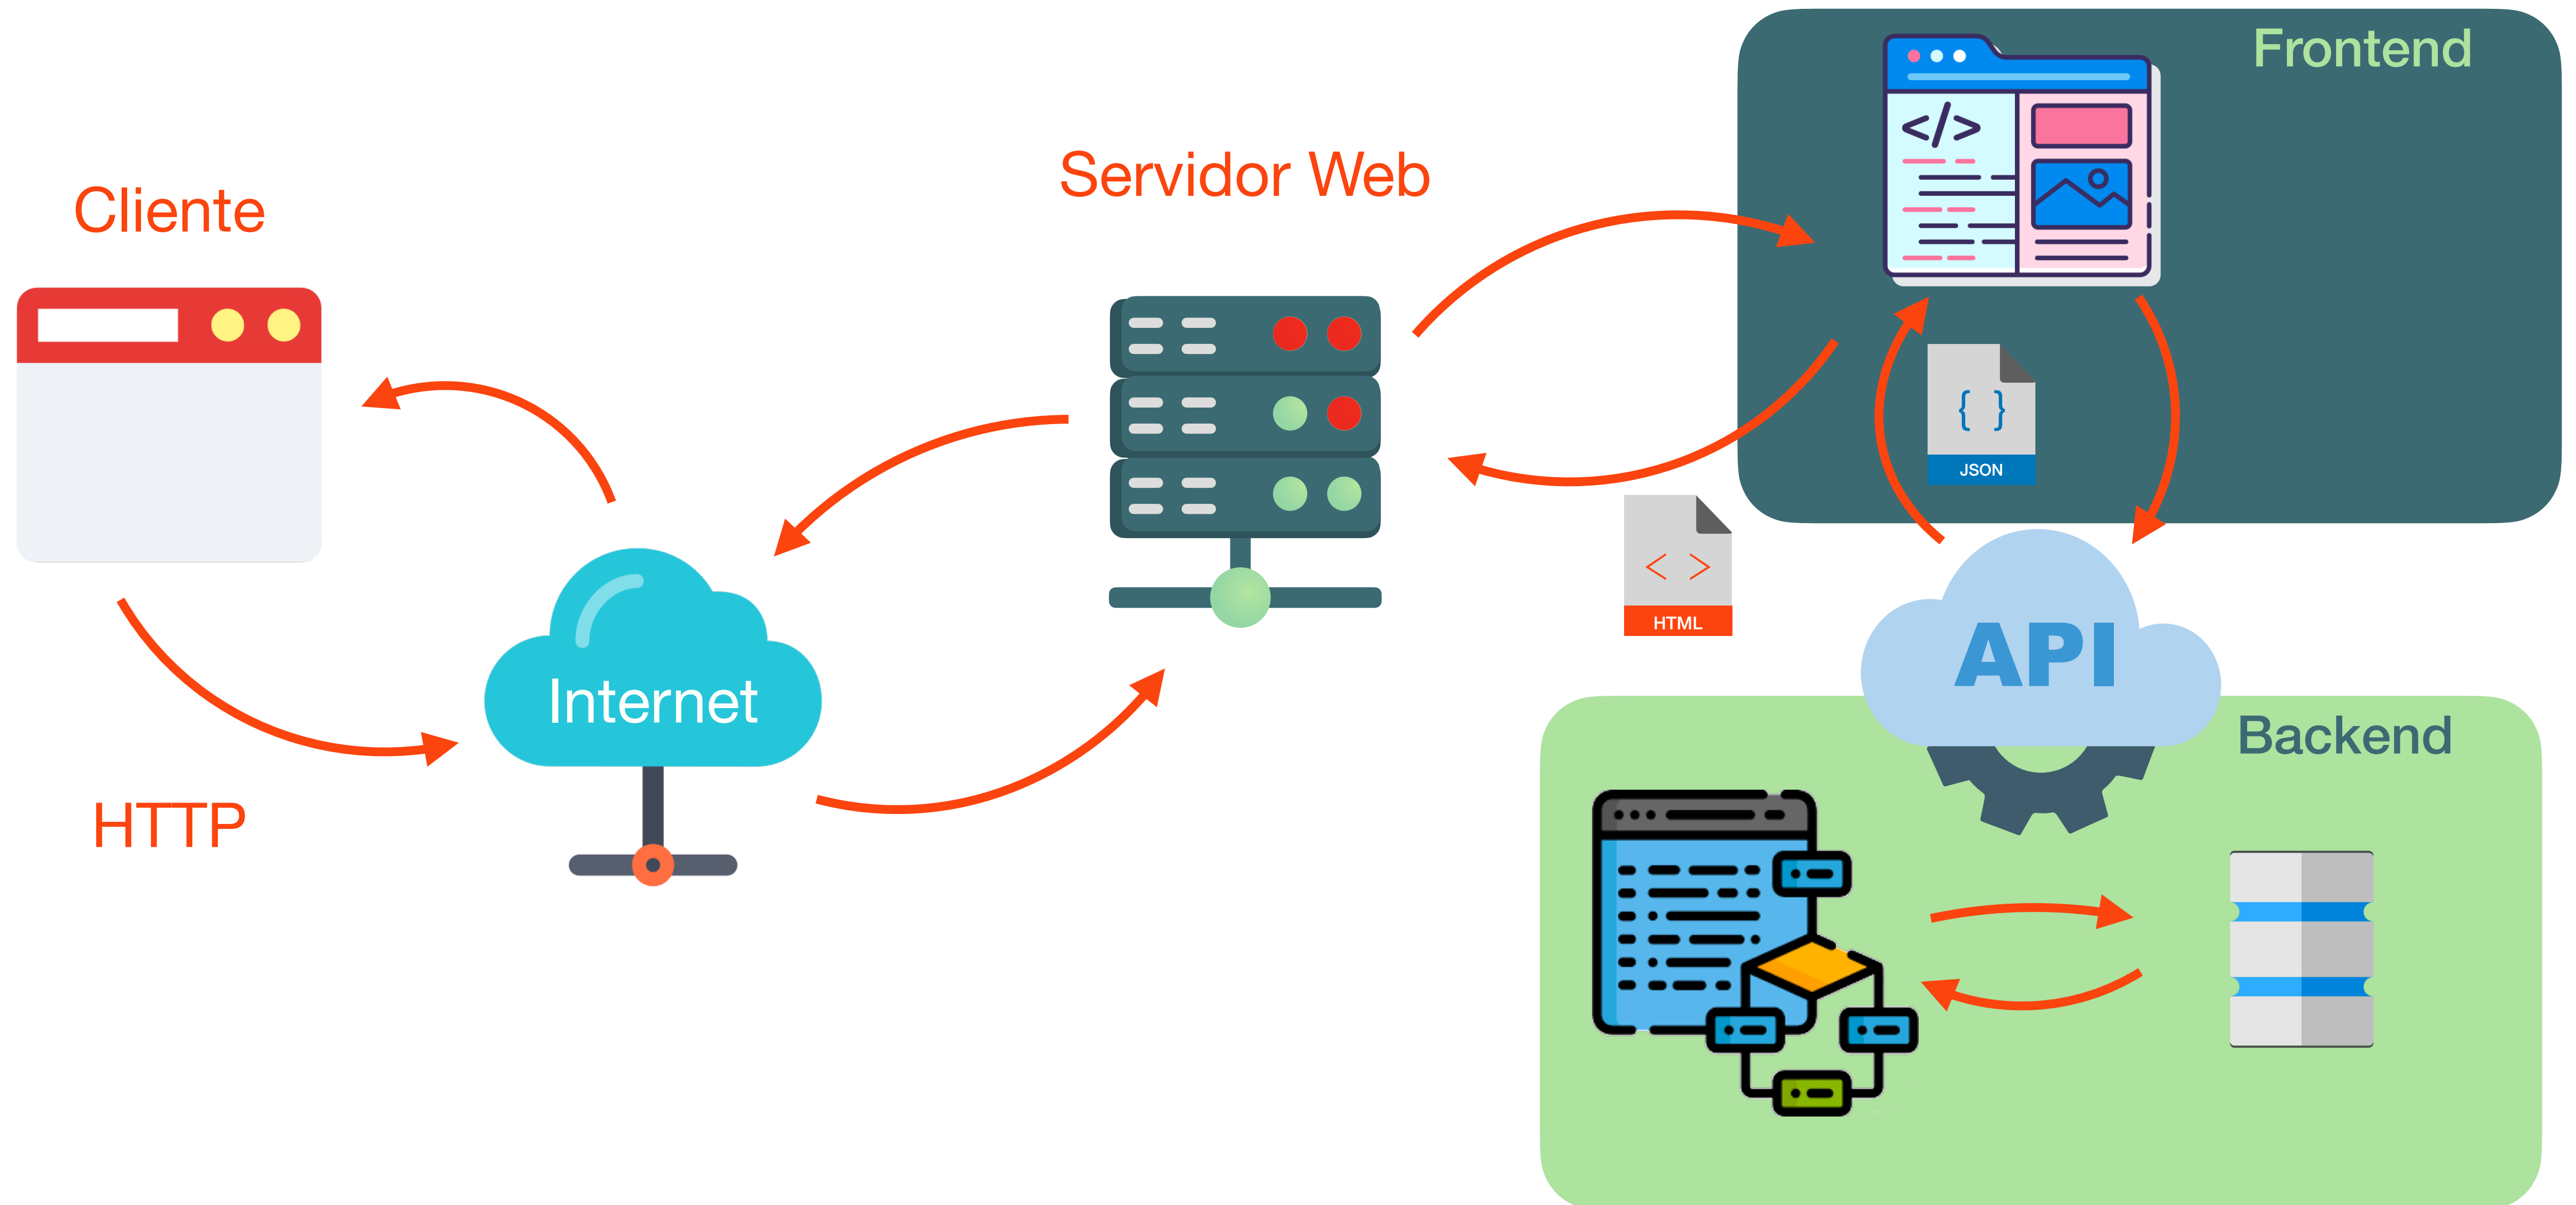 Frontend
Servidor Web
Cliente
</>
{ }
JSON
< >
HTML
API
Internet
Backend
HTTP